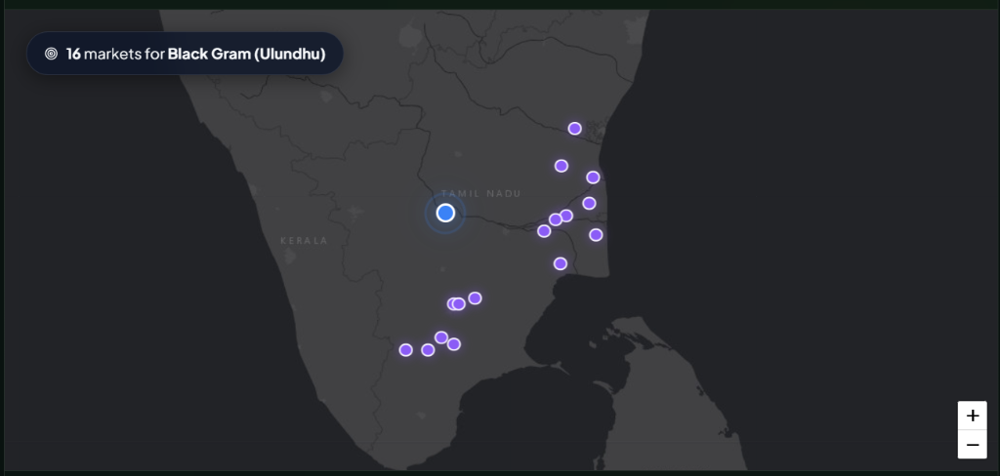 16 markets for Black Gram (Ulundhu)
TAMIL NADU
KERALA
+
−